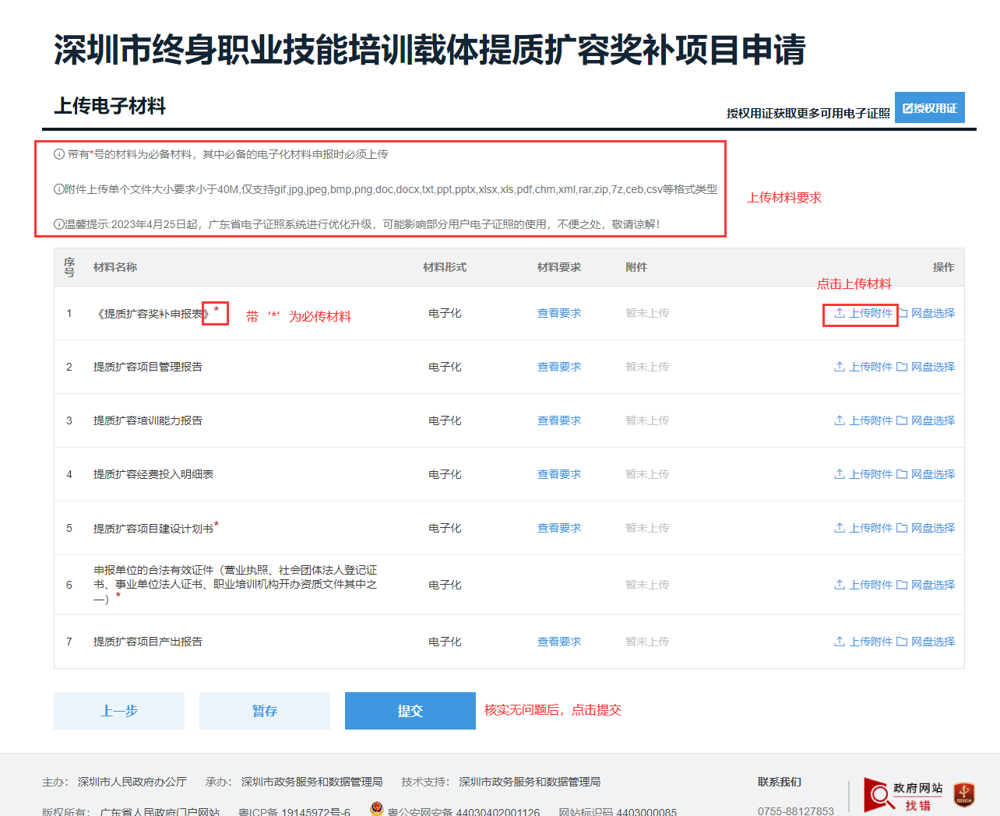 深圳市终身职业技能培训载体提质扩容奖补项目申请
上传电子材料
授权用证获取更多可用电子证照
授权用证
带有*号的材料为必备材料，其中必备的电子化材料申报时必须上传
附件上传单个文件大小要求小于40M,仅支持gif,jpg,jpeg,bmp,png,doc,docx,txt,ppt,pptx,xlsx,xls,pdf,chm,xml,rar,zip,7z,ceb,csv等格式类型
上传材料要求
温馨提示:2023年4月25日起，广东省电子证照系统进行优化升级，可能影响部分用户电子证照的使用，不便之处，敬请谅解！
序号 材料名称 材料形式 材料要求 附件 操作
点击上传材料
1 《提质扩容奖补申报表》* 带‘*’为必传材料 电子化 查看要求 暂未上传 上传附件 网盘选择
2 提质扩容项目管理报告 电子化 查看要求 暂未上传 上传附件 网盘选择
3 提质扩容培训能力报告 电子化 查看要求 暂未上传 上传附件 网盘选择
4 提质扩容经费投入明细表 电子化 查看要求 暂未上传 上传附件 网盘选择
5 提质扩容项目建设计划书* 电子化 查看要求 暂未上传 上传附件 网盘选择
申报单位的合法有效证件（营业执照、社会团体法人登记证
6 书、事业单位法人证书、职业培训机构开办资质文件其中之 电子化 暂未上传 上传附件 网盘选择
一）*
7 提质扩容项目产出报告 电子化 查看要求 暂未上传 上传附件 网盘选择
上一步 暂存 提交 核实无问题后，点击提交
主办： 深圳市人民政府办公厅 承办： 深圳市政务服务和数据管理局 技术支持： 深圳市政务服务和数据管理局 联系我们
政府网站
找错
版权所有： 广东省人民政府门户网站 粤ICP备 19145972号-6 粤公安网安备 44030402001126 网站标识码 4403000085 0755-88127853